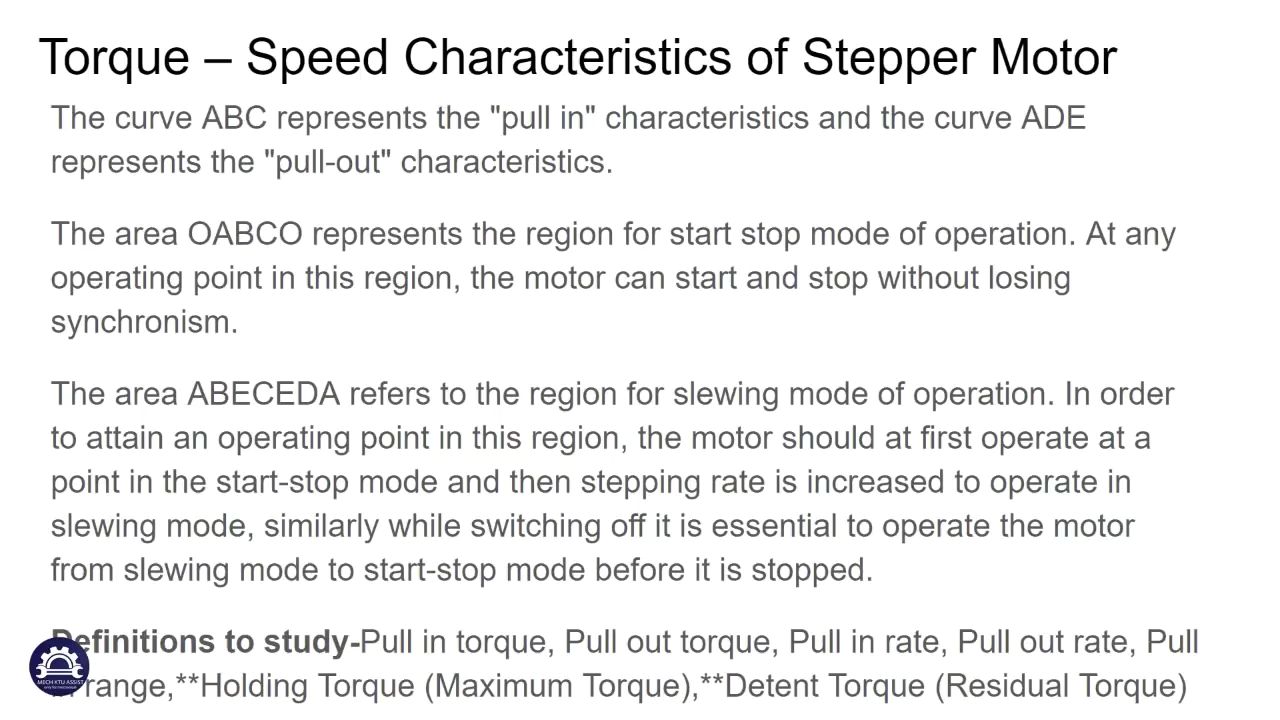 Torque – Speed Characteristics of Stepper Motor
The curve ABC represents the "pull in" characteristics and the curve ADE
represents the "pull-out" characteristics.
The area OABCO represents the region for start stop mode of operation. At any
operating point in this region, the motor can start and stop without losing
synchronism.
The area ABECEDA refers to the region for slewing mode of operation. In order
to attain an operating point in this region, the motor should at first operate at a
point in the start-stop mode and then stepping rate is increased to operate in
slewing mode, similarly while switching off it is essential to operate the motor
from slewing mode to start-stop mode before it is stopped.
Definitions to study-Pull in torque, Pull out torque, Pull in rate, Pull out rate, Pull
range,**Holding Torque (Maximum Torque),**Detent Torque (Residual Torque)
MECH KTU ASSIST